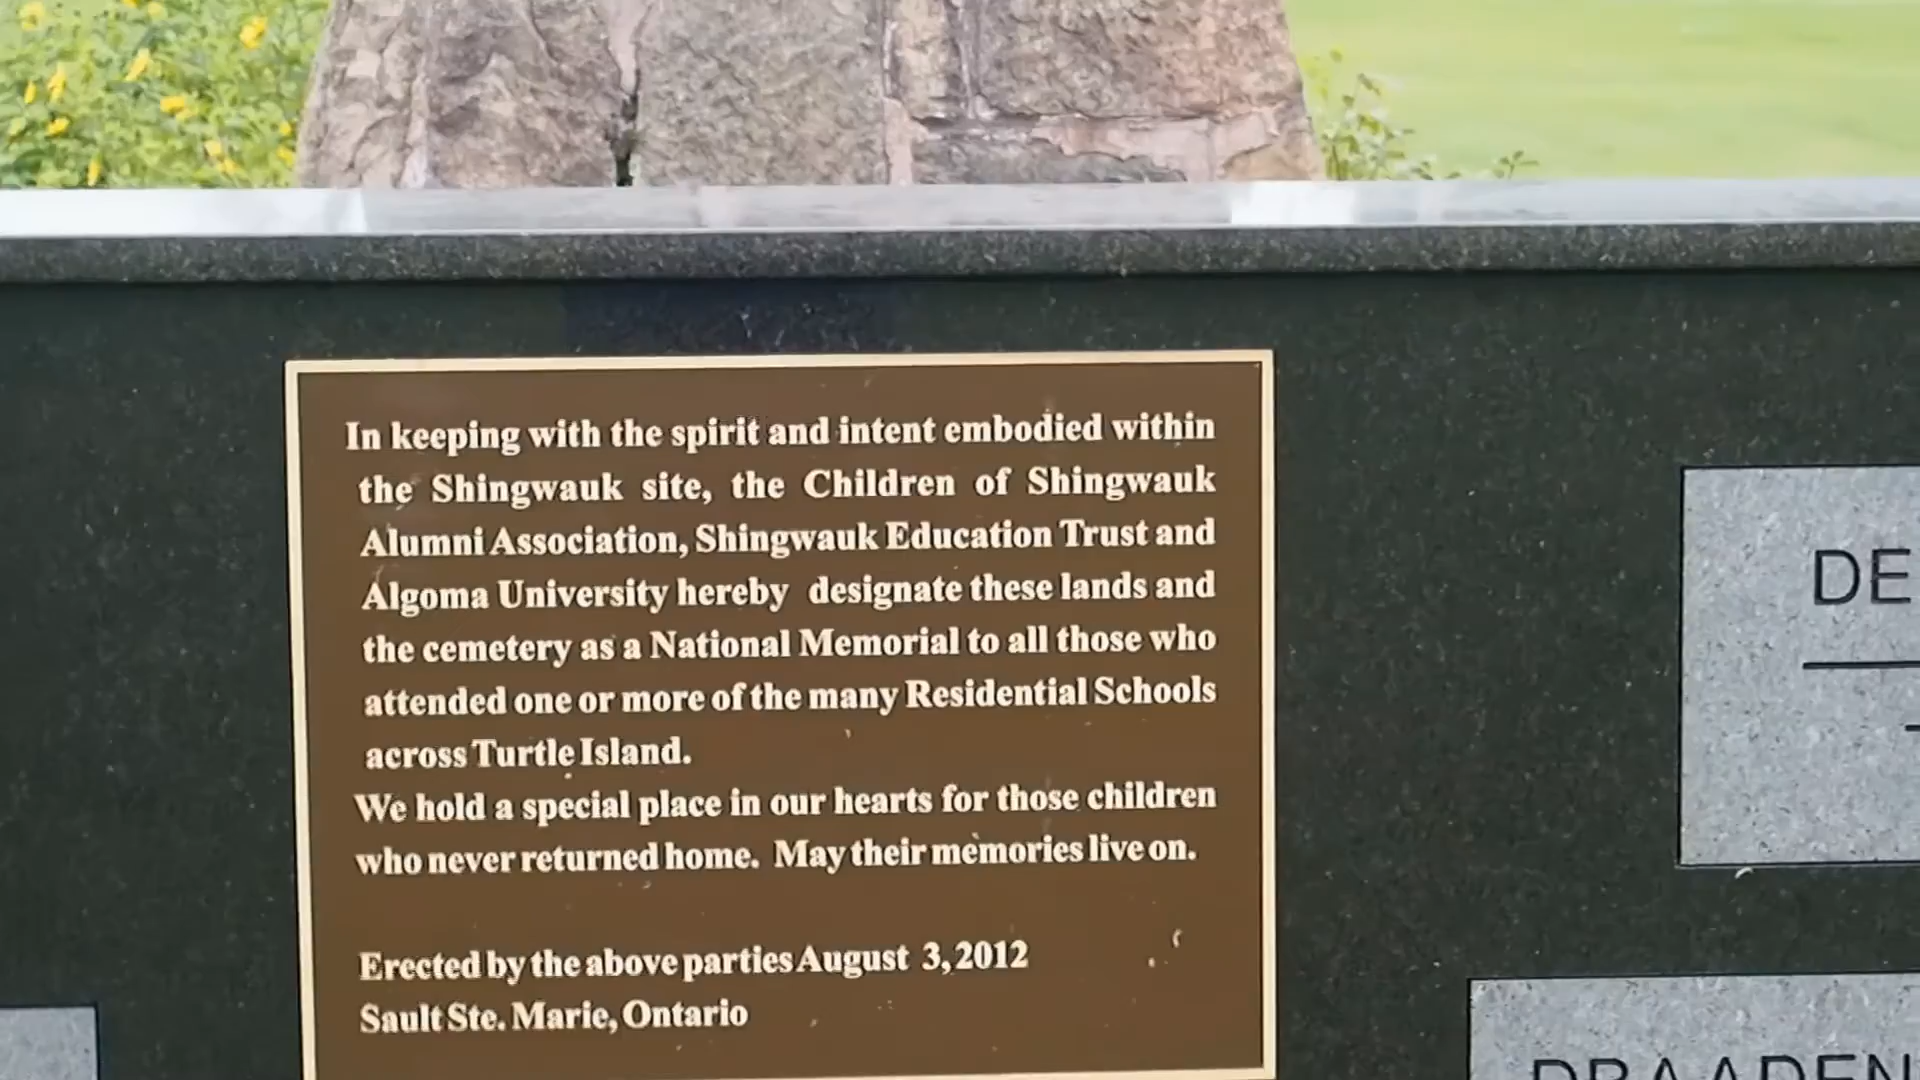 In keeping with the spirit and intent embodied within
the Shingwauk site, the Children of Shingwauk
Alumni Association, Shingwauk Education Trust and
Algoma University hereby designate these lands and
the cemetery as a National Memorial to all those who
attended one or more of the many Residential Schools
across Turtle Island.
We hold a special place in our hearts for those children
who never returned home. May their memories live on.
Erected by the above parties August 3, 2012
Sault Ste. Marie, Ontario
DE